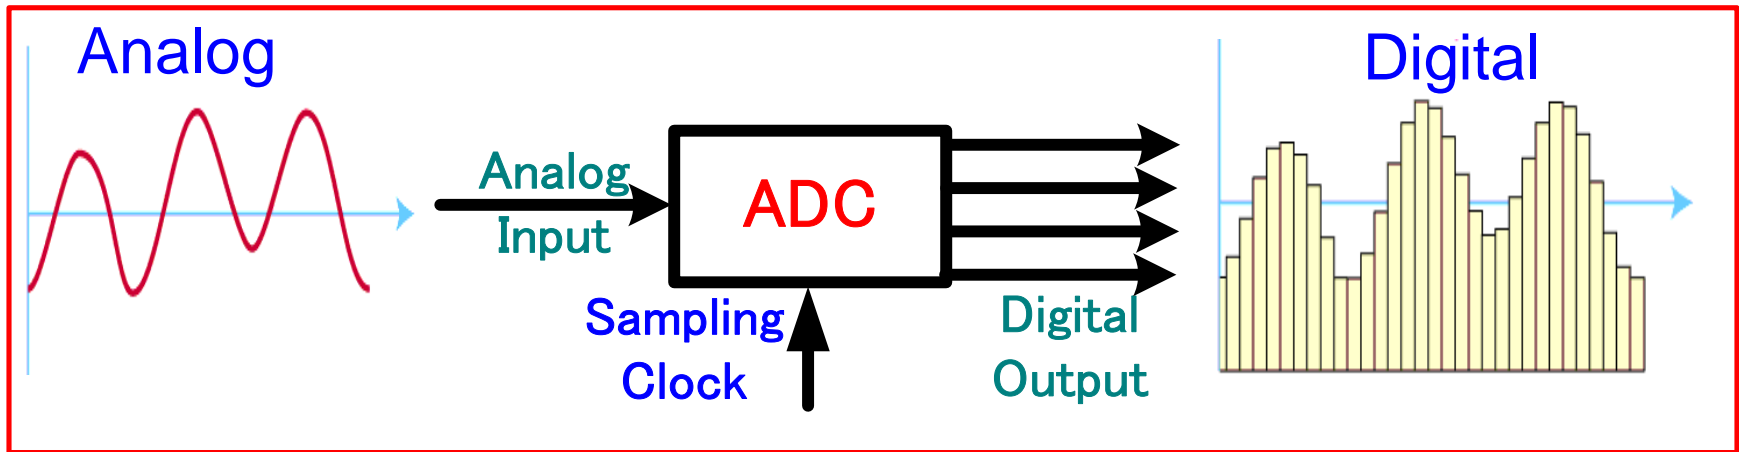 Analog
Analog
Input
ADC
Sampling
Clock
Digital
Output
Digital